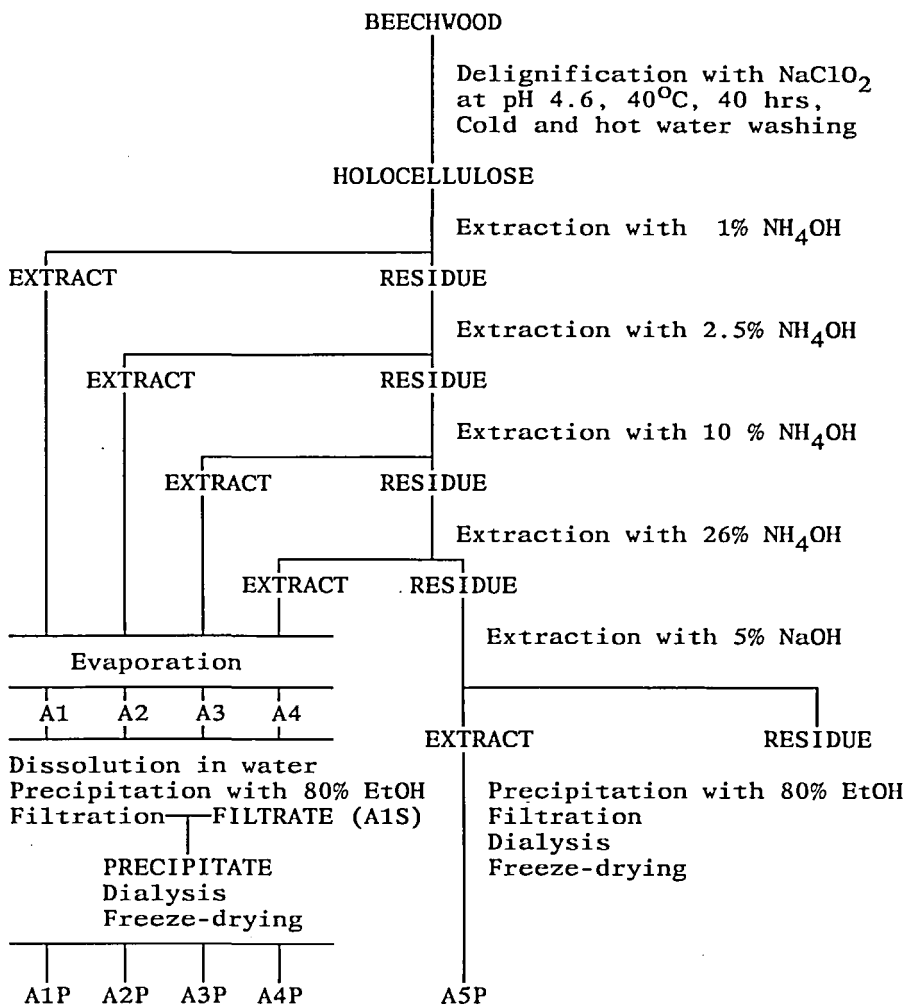 BEECHWOOD
Delignification with NaClO2
at pH 4.6, 40°C, 40 hrs,
Cold and hot water washing
HOLOCELLULOSE
Extraction with 1% NH4OH
EXTRACT RESIDUE
Extraction with 2.5% NH4OH
EXTRACT RESIDUE
Extraction with 10 % NH4OH
EXTRACT RESIDUE
Extraction with 26% NH4OH
EXTRACT RESIDUE
Extraction with 5% NaOH
Evaporation
A1 A2 A3 A4
EXTRACT RESIDUE
Dissolution in water
Precipitation with 80% EtOH
Filtration FILTRATE (A1S)
PRECIPITATE
Dialysis
Freeze-drying
Precipitation with 80% EtOH
Filtration
Dialysis
Freeze-drying
A1P A2P A3P A4P A5P